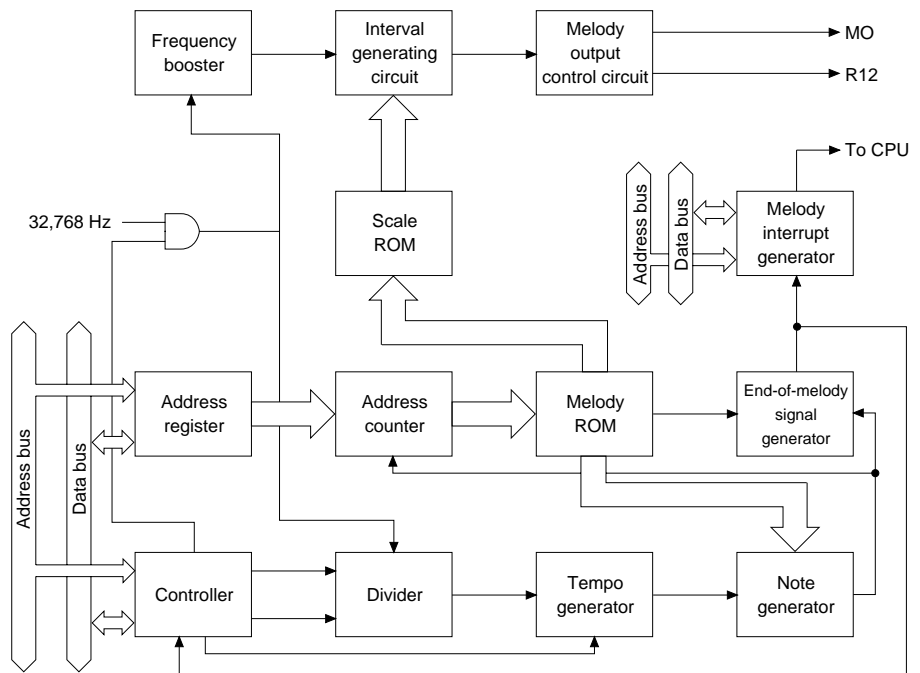 Frequency
booster
Interval
generating
circuit
Melody
output
control circuit
MO
R12
To CPU
32,768 Hz
Scale
ROM
Address bus
Data bus
Melody
interrupt
generator
Address
register
Address
counter
Melody
ROM
End-of-melody
signal
generator
Address bus
Data bus
Controller
Divider
Tempo
generator
Note
generator